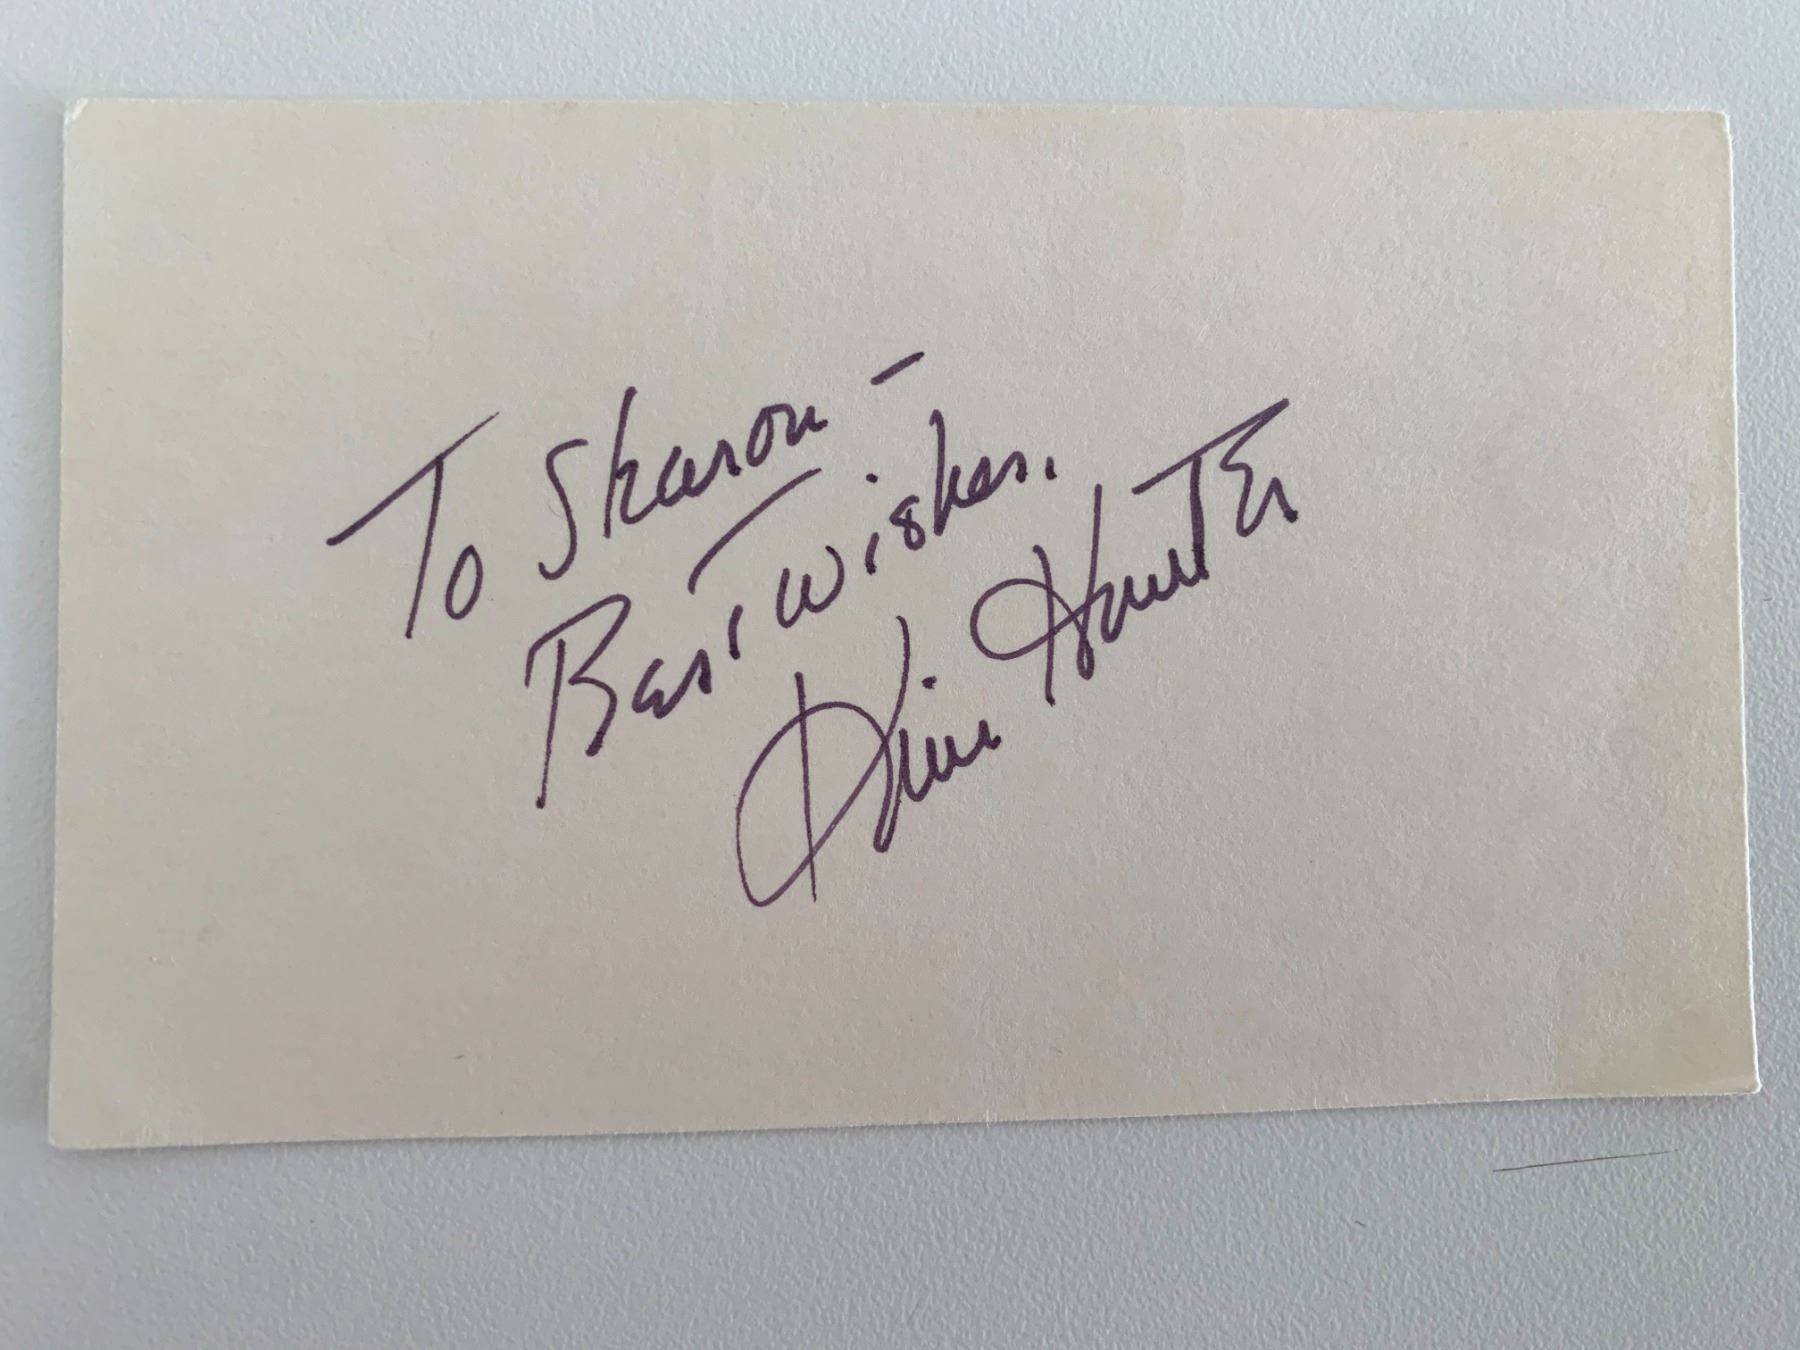 To Sharon -
Best Wishes.
Kim Hunter